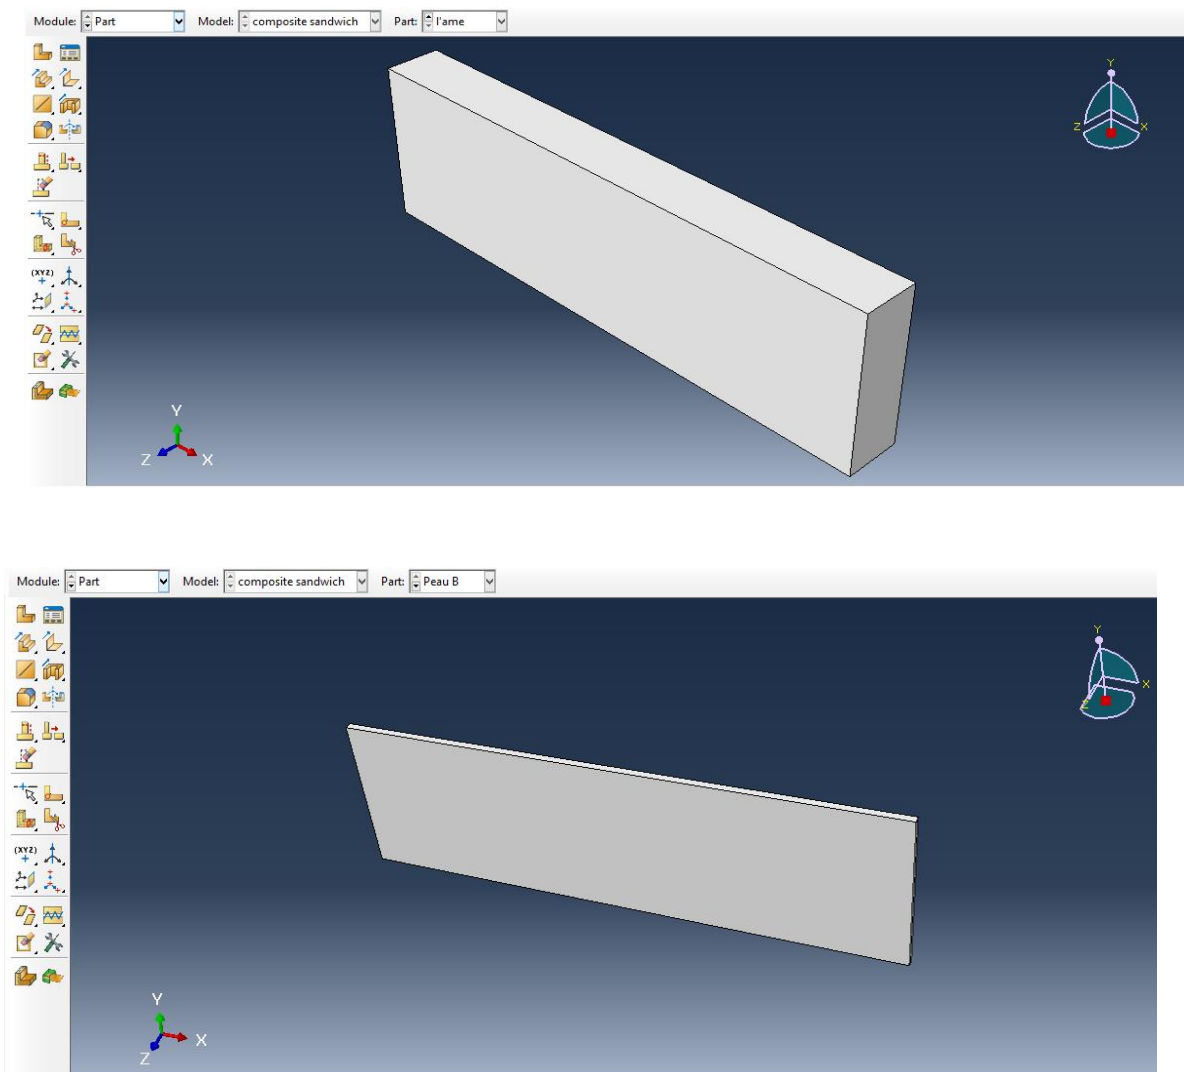 Module: Part Model: composite sandwich Part: l'ame
Y
Z X
(XYZ)
Y
Z X
Module: Part Model: composite sandwich Part: Peau B
Y
X
Z
(XYZ)
Y
X
Z